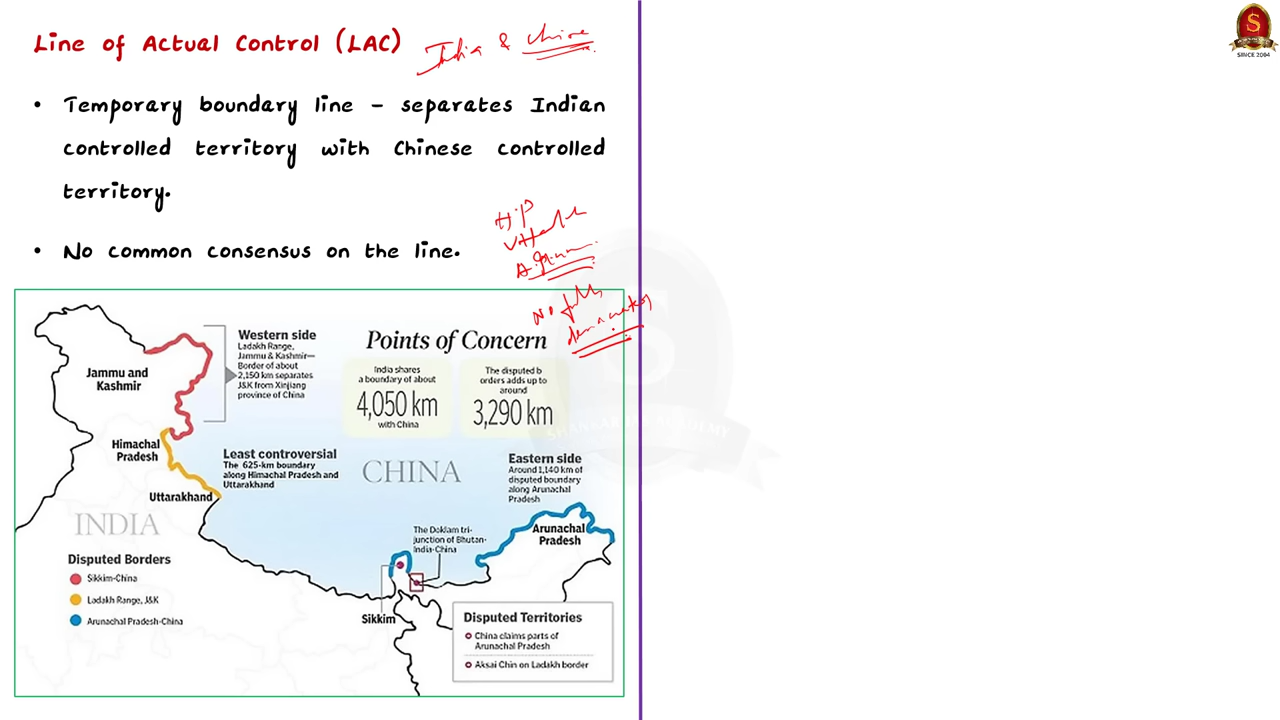 Line of Actual Control (LAC)
India & China
• Temporary boundary line - separates Indian
controlled territory with Chinese controlled
territory.
• No common consensus on the line.
H.P
No fully
SINCE 2004
Western side
Ladakh Range,
Jammu & Kashmir—
Border of about
2,150 km separates
J&K from Xinjiang
province of China
Points of Concern
India shares
a boundary of about
4,050 km
with China
The disputed b
orders adds up to
around
3,290 km
Jammu and
Kashmir
Himachal
Pradesh
Least controversial
The 625-km boundary
along Himachal Pradesh and
Uttarakhand
Uttarakhand
CHINA
Eastern side
Around 1,140 km of
disputed boundary
along Arunachal
Pradesh
INDIA
The Doklam tri-
junction of Bhutan-
India-China
Arunachal
Pradesh
Disputed Borders
Sikkim-China
Ladakh Range, J&K
Arunachal Pradesh-China
Sikkim
Disputed Territories
China claims parts of
Arunachal Pradesh
Aksai Chin on Ladakh border